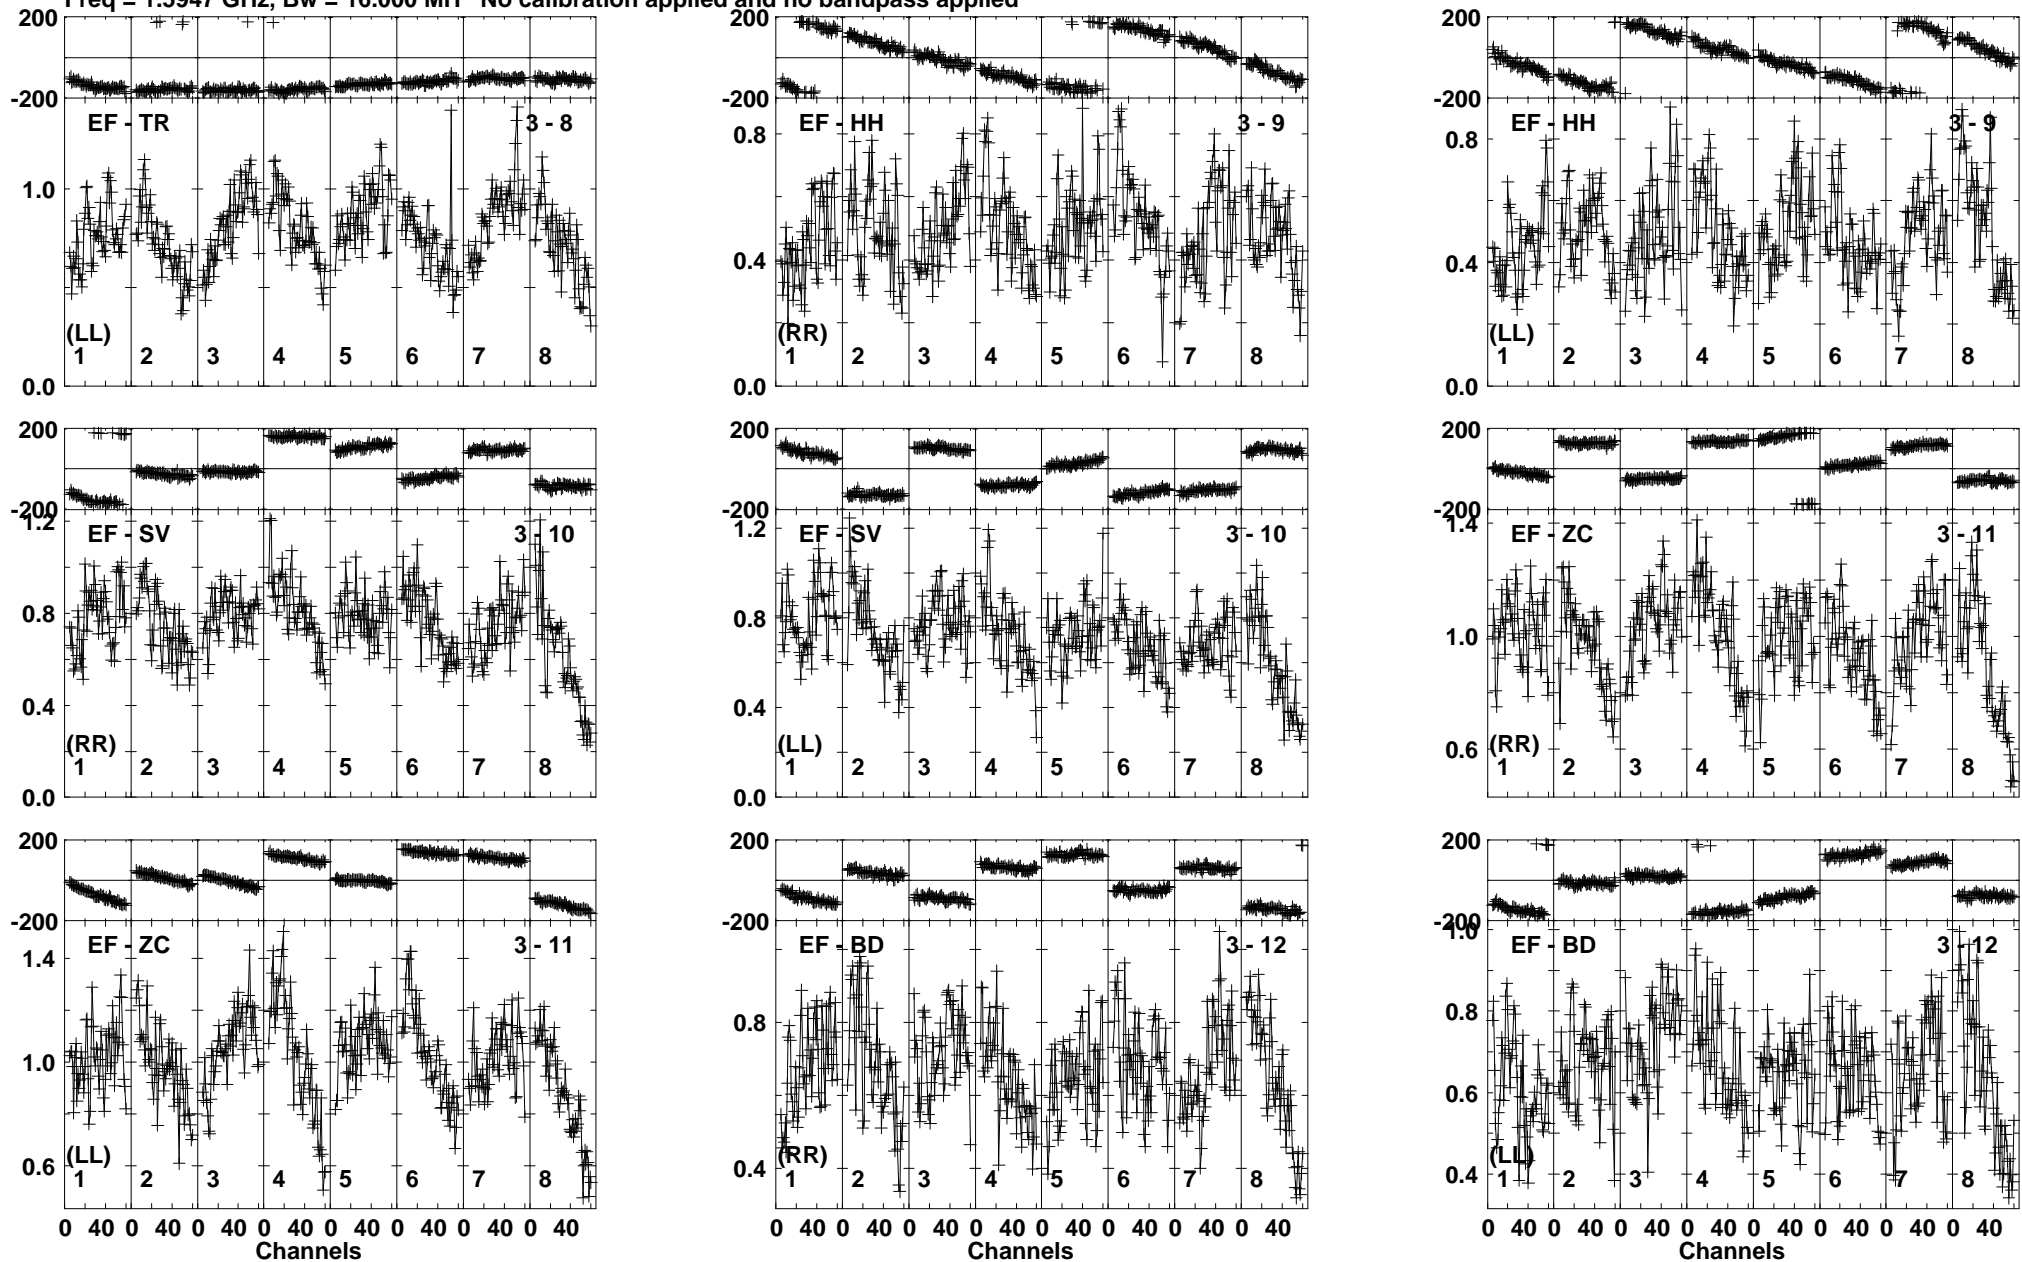 Freq = 1.5947 GHz, Bw = 16.000 MH No calibration applied and no bandpass applied
200 200 200
-200 -200 -200
EF - TR 3 - 8 EF - HH 3 - 9 EF - HH 3 - 9
0.8 0.8
1.0
0.4 0.4
(LL) (RR) (LL)
1 2 3 4 5 6 7 8 1 2 3 4 5 6 7 8 1 2 3 4 5 6 7 8
0.0 0.0 0.0
200 200 200
-200 -200 -200
1.2 1.2 1.4
EF - SV 3 - 10 EF - SV 3 - 10 EF - ZC 3 - 11
0.8 0.8 1.0
0.4 0.4 0.6
(RR) (LL) (RR)
1 2 3 4 5 6 7 8 1 2 3 4 5 6 7 8 1 2 3 4 5 6 7 8
0.0 0.0
200 200 200
-200 -200 -200
1.0
EF - ZC 3 - 11 EF - BD 3 - 12 EF - BD 3 - 12
1.4
0.8 0.8
1.0
0.6
0.6 0.4 0.4
(LL) (RR) (LL)
1 2 3 4 5 6 7 8 1 2 3 4 5 6 7 8 1 2 3 4 5 6 7 8
0 40 0 40 0 40 0 40 0 40 0 40 0 40 0 40 0 40 0 40 0 40 0 40 0 40 0 40 0 40 0 40 0 40 0 40 0 40 0 40 0 40 0 40 0 40 0 40
Channels Channels Channels